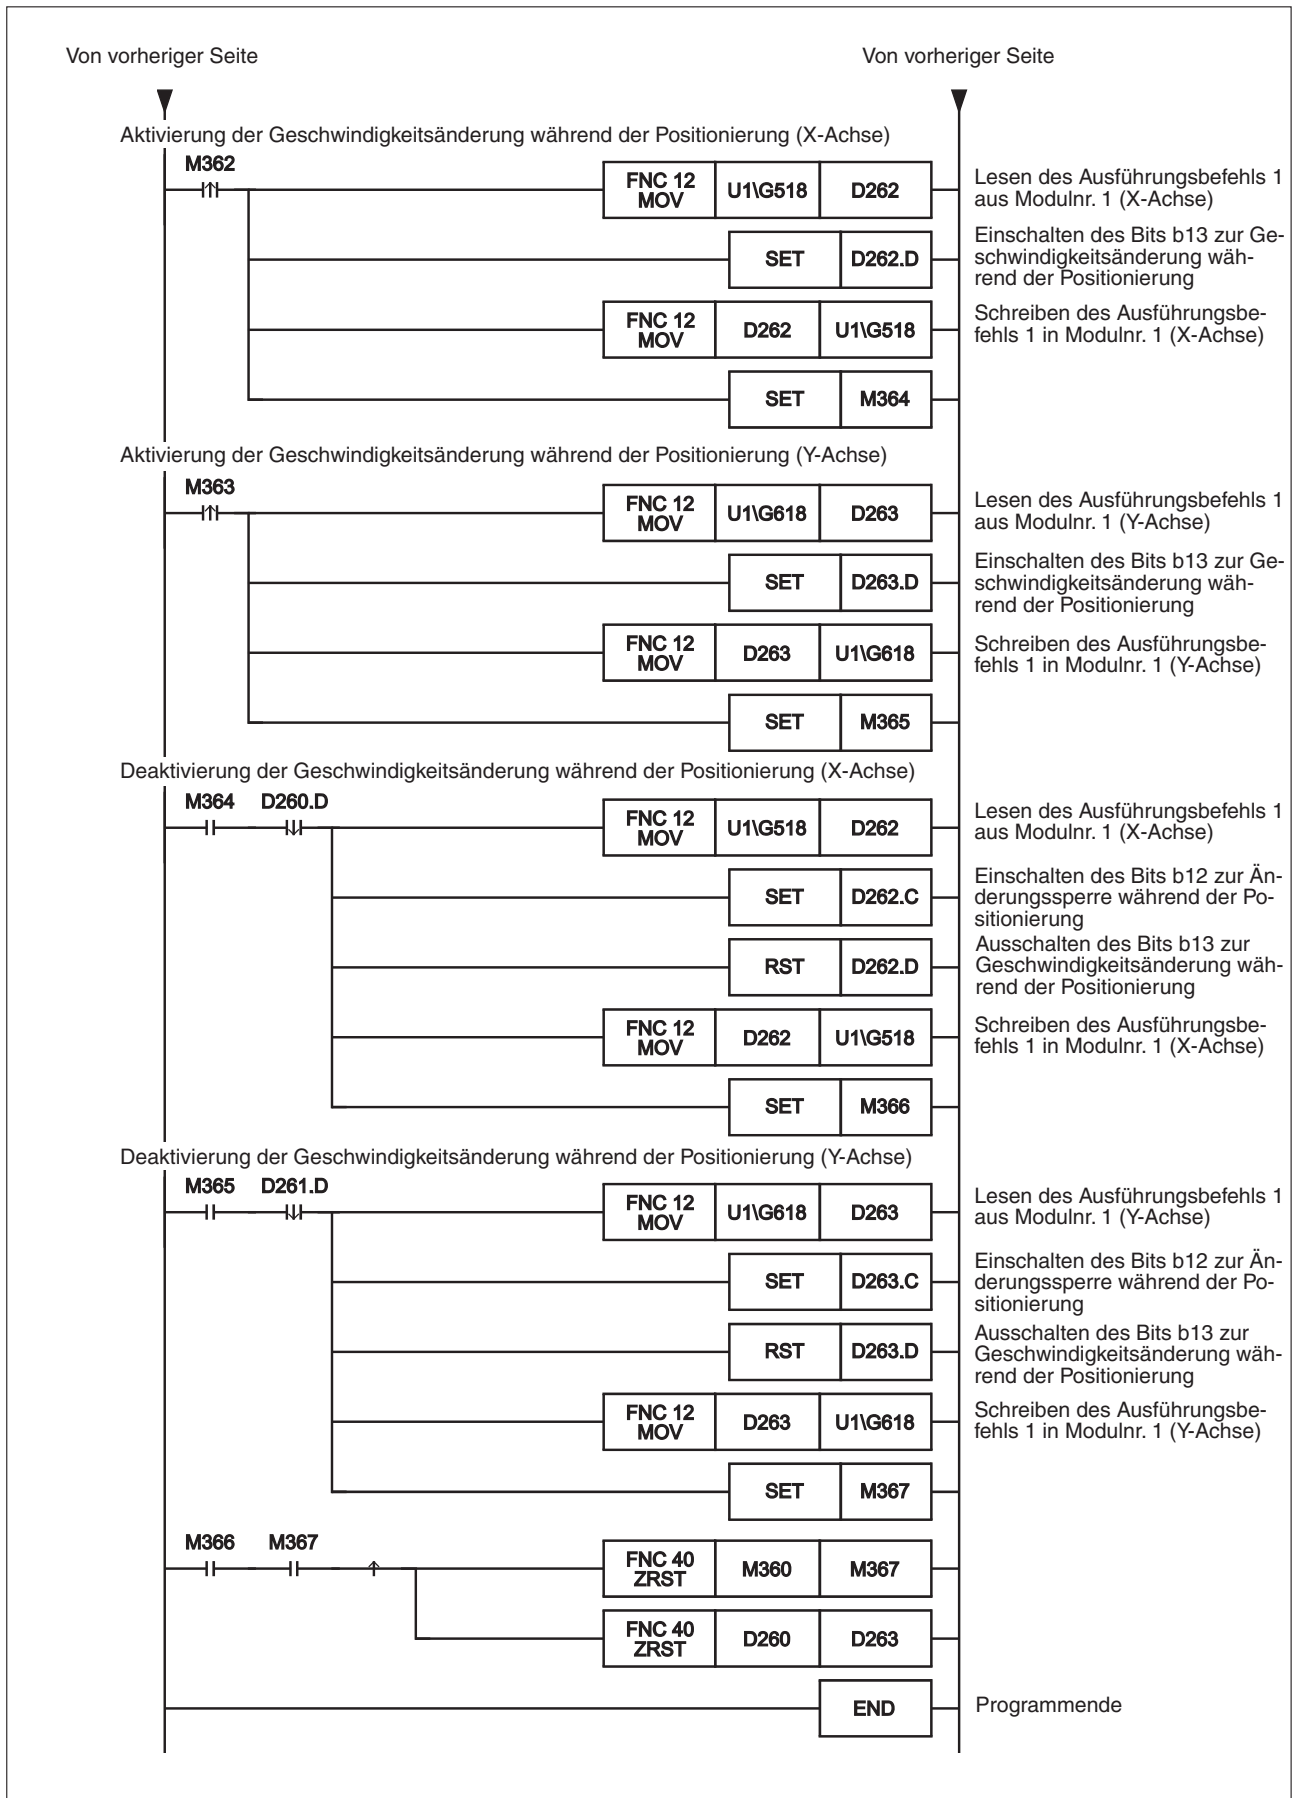 Von vorheriger Seite
Von vorheriger Seite
Aktivierung der Geschwindigkeitsänderung während der Positionierung (X-Achse)
M362
FNC 12
MOV
U1\G518
D262
Lesen des Ausführungsbefehls 1
aus Modulnr. 1 (X-Achse)
SET
D262.D
Einschalten des Bits b13 zur Ge-
schwindigkeitsänderung wäh-
rend der Positionierung
FNC 12
MOV
D262
U1\G518
Schreiben des Ausführungsbe-
fehls 1 in Modulnr. 1 (X-Achse)
SET
M364
Aktivierung der Geschwindigkeitsänderung während der Positionierung (Y-Achse)
M363
FNC 12
MOV
U1\G618
D263
Lesen des Ausführungsbefehls 1
aus Modulnr. 1 (Y-Achse)
SET
D263.D
Einschalten des Bits b13 zur Ge-
schwindigkeitsänderung wäh-
rend der Positionierung
FNC 12
MOV
D263
U1\G618
Schreiben des Ausführungsbe-
fehls 1 in Modulnr. 1 (Y-Achse)
SET
M365
Deaktivierung der Geschwindigkeitsänderung während der Positionierung (X-Achse)
M364
D260.D
FNC 12
MOV
U1\G518
D262
Lesen des Ausführungsbefehls 1
aus Modulnr. 1 (X-Achse)
SET
D262.C
Einschalten des Bits b12 zur Än-
derungssperre während der Po-
sitionierung
RST
D262.D
Ausschalten des Bits b13 zur
Geschwindigkeitsänderung wäh-
rend der Positionierung
FNC 12
MOV
D262
U1\G518
Schreiben des Ausführungsbe-
fehls 1 in Modulnr. 1 (X-Achse)
SET
M366
Deaktivierung der Geschwindigkeitsänderung während der Positionierung (Y-Achse)
M365
D261.D
FNC 12
MOV
U1\G618
D263
Lesen des Ausführungsbefehls 1
aus Modulnr. 1 (Y-Achse)
SET
D263.C
Einschalten des Bits b12 zur Än-
derungssperre während der Po-
sitionierung
RST
D263.D
Ausschalten des Bits b13 zur
Geschwindigkeitsänderung wäh-
rend der Positionierung
FNC 12
MOV
D263
U1\G618
Schreiben des Ausführungsbe-
fehls 1 in Modulnr. 1 (Y-Achse)
SET
M367
M366
M367
FNC 40
ZRST
M360
M367
FNC 40
ZRST
D260
D263
END
Programmende